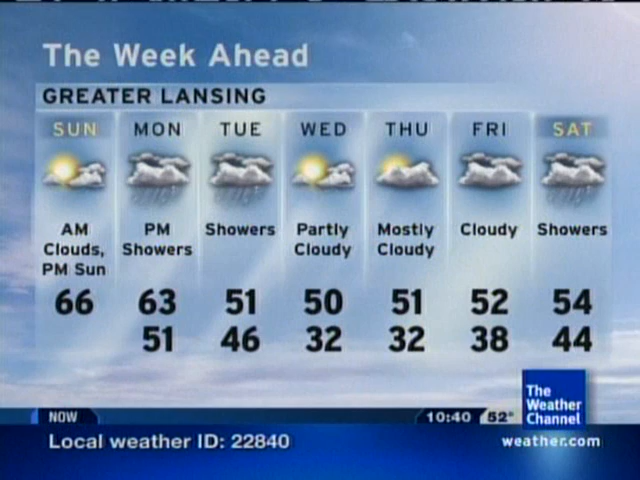 The Week Ahead
GREATER LANSING
SUN MON TUE WED THU FRI SAT
AM Clouds, PM Sun
PM Showers
Showers
Partly Cloudy
Mostly Cloudy
Cloudy
Showers
66 63 51 50 51 52 54
51 46 32 32 38 44
The
Weather
Channel
NOW 10:40 52°
Local weather ID: 22840 weather.com